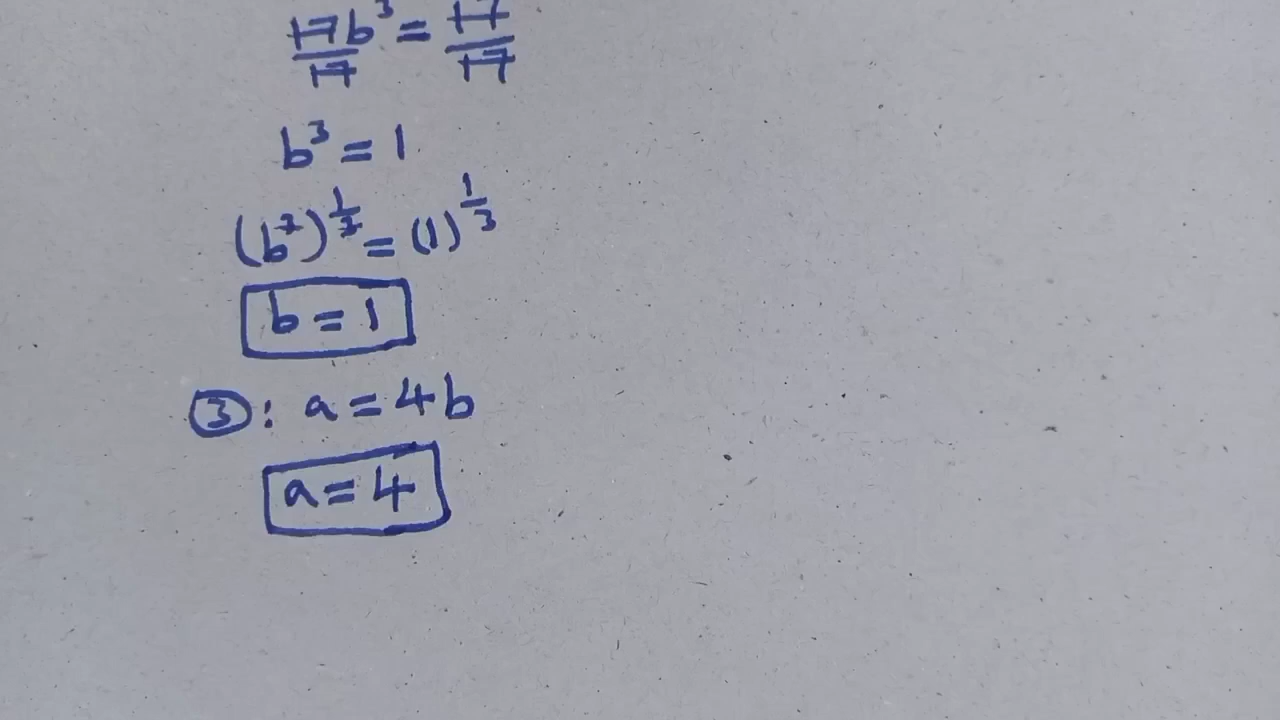 17b³/17 = 17/17
b³ = 1
(b³)^(1/3) = (1)^(1/3)
b = 1
③: a = 4b
a = 4